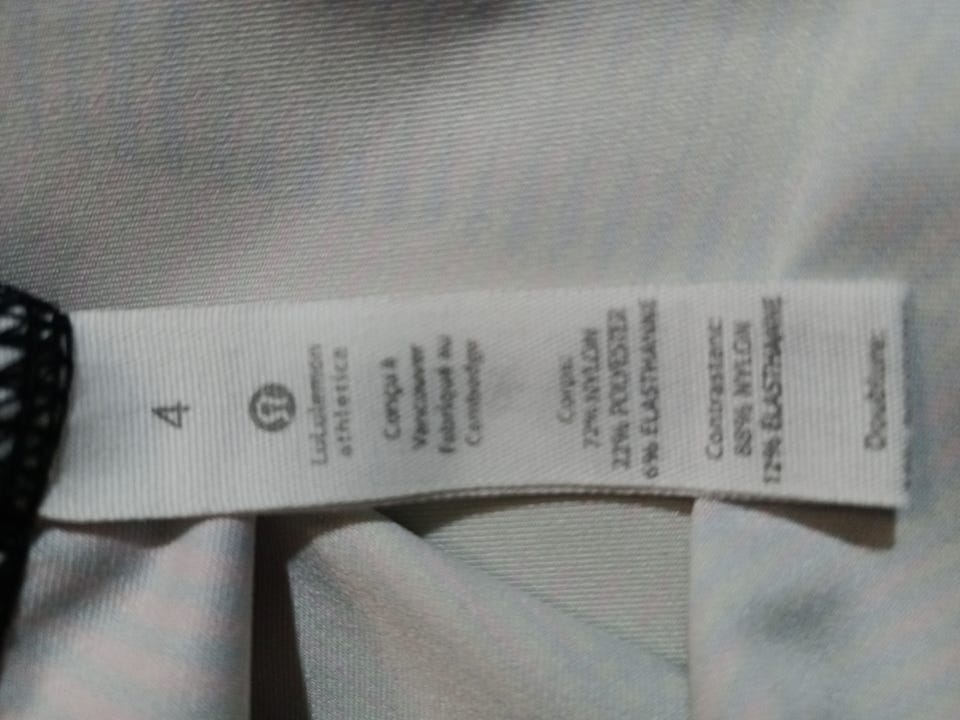 4
Lululemon
athletica
Conçu à
Vancouver
Fabriqué au
Cambodge
Corps:
72% NYLON
22% POLYESTER
6% ELASTHANNE
Contrastant:
88% NYLON
12% ELASTHANNE
Doublure: